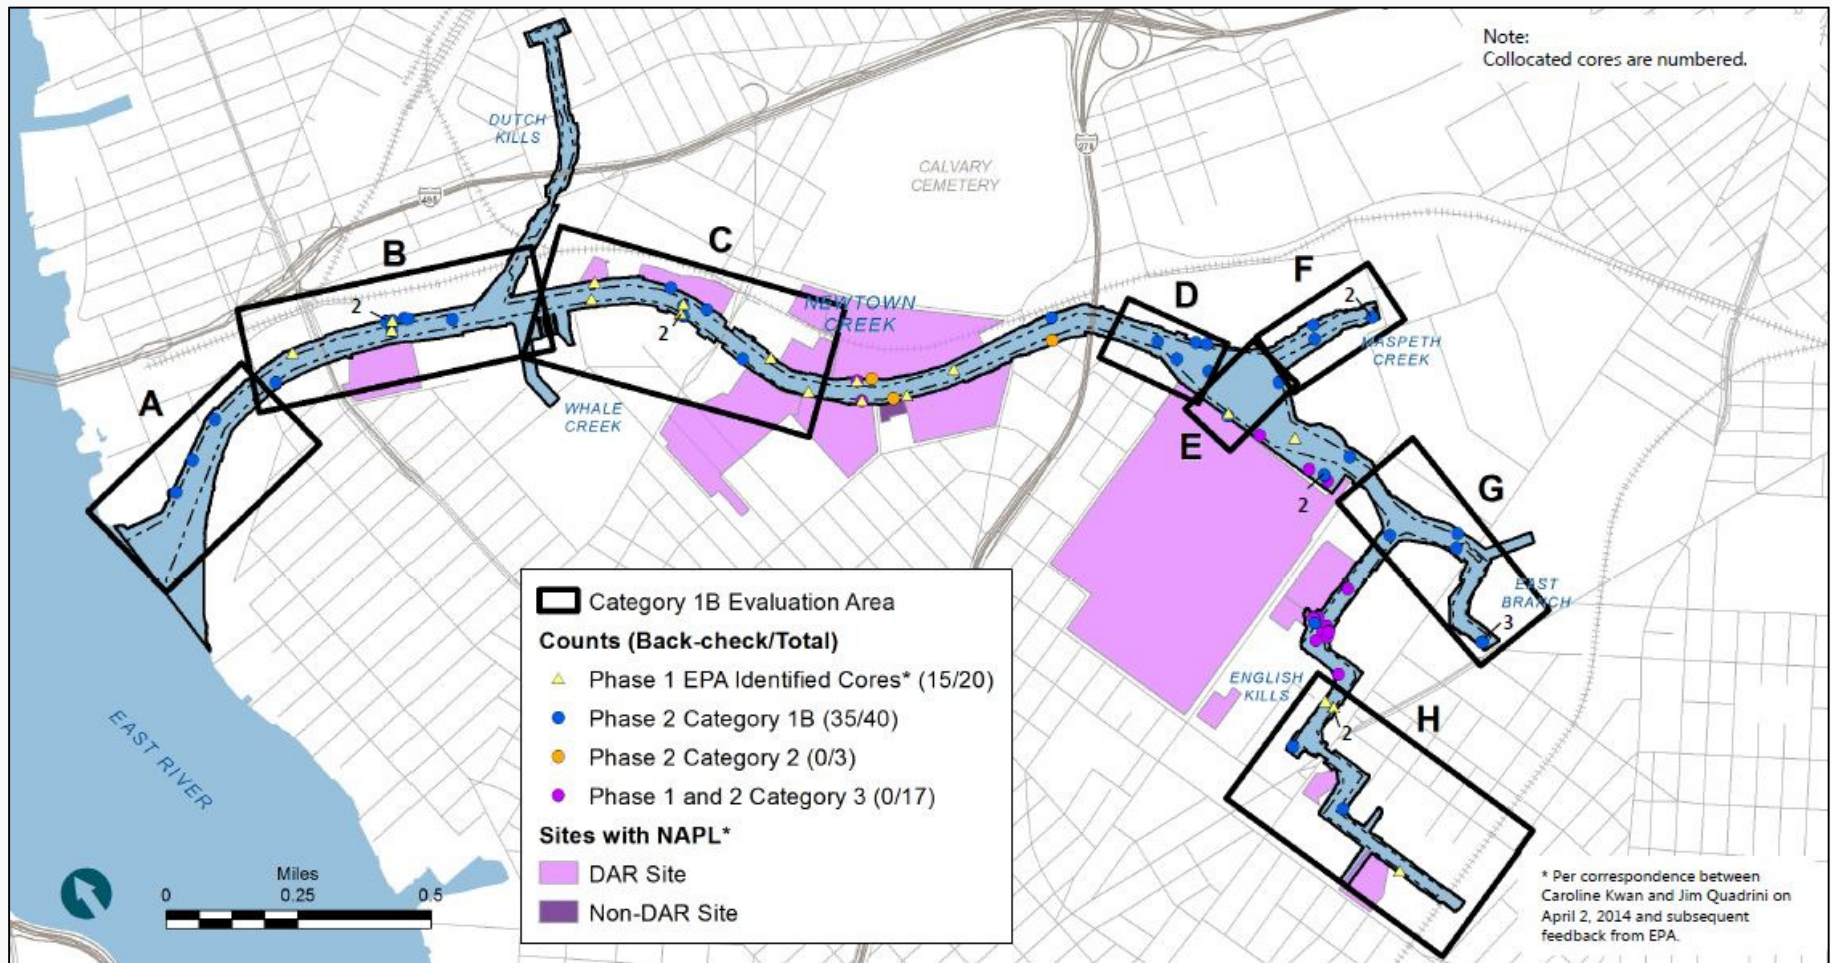 Note:
Collocated cores are numbered.
DUTCH
KILLS
495
278
CALVARY
CEMETERY
A
B
C
D
E
F
G
H
2
2
2
2
3
2
NEWTOWN
CREEK
MASPETH
CREEK
WHALE
CREEK
EAST
BRANCH
ENGLISH
KILLS
EAST RIVER
Category 1B Evaluation Area
Counts (Back-check/Total)
Phase 1 EPA Identified Cores* (15/20)
Phase 2 Category 1B (35/40)
Phase 2 Category 2 (0/3)
Phase 1 and 2 Category 3 (0/17)
Sites with NAPL*
DAR Site
Non-DAR Site
Miles
0 0.25 0.5
* Per correspondence between
Caroline Kwan and Jim Quadrini on
April 2, 2014 and subsequent
feedback from EPA.